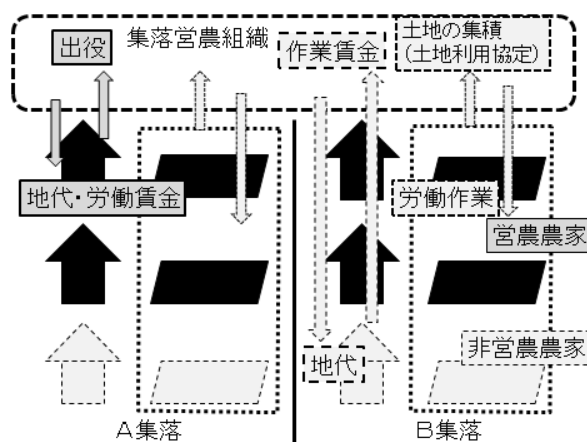 出役
集落営農組織
作業賃金
土地の集積
(土地利用協定)
地代・労働賃金
労働作業
営農農家
地代
非営農農家
A集落
B集落